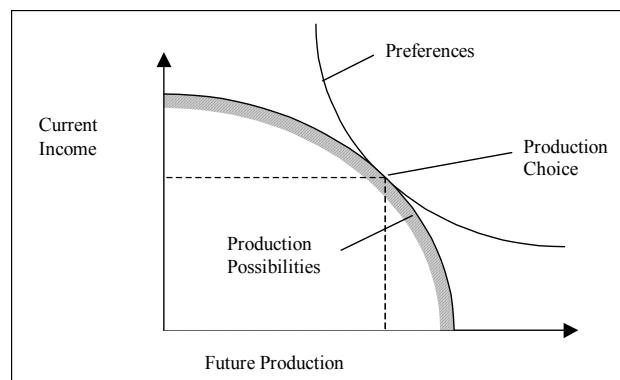 Preferences
Current
Income
Production
Choice
Production
Possibilities
Future Production